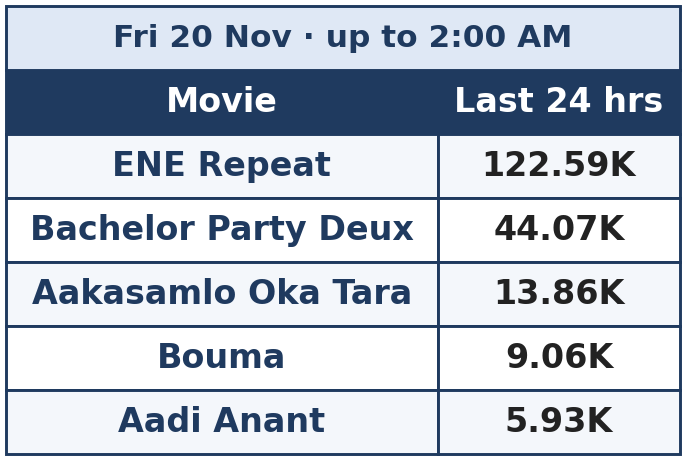 Fri 20 Nov · up to 2:00 AM
Movie Last 24 hrs
ENE Repeat 122.59K
Bachelor Party Deux 44.07K
Aakasamlo Oka Tara 13.86K
Bouma 9.06K
Aadi Anant 5.93K